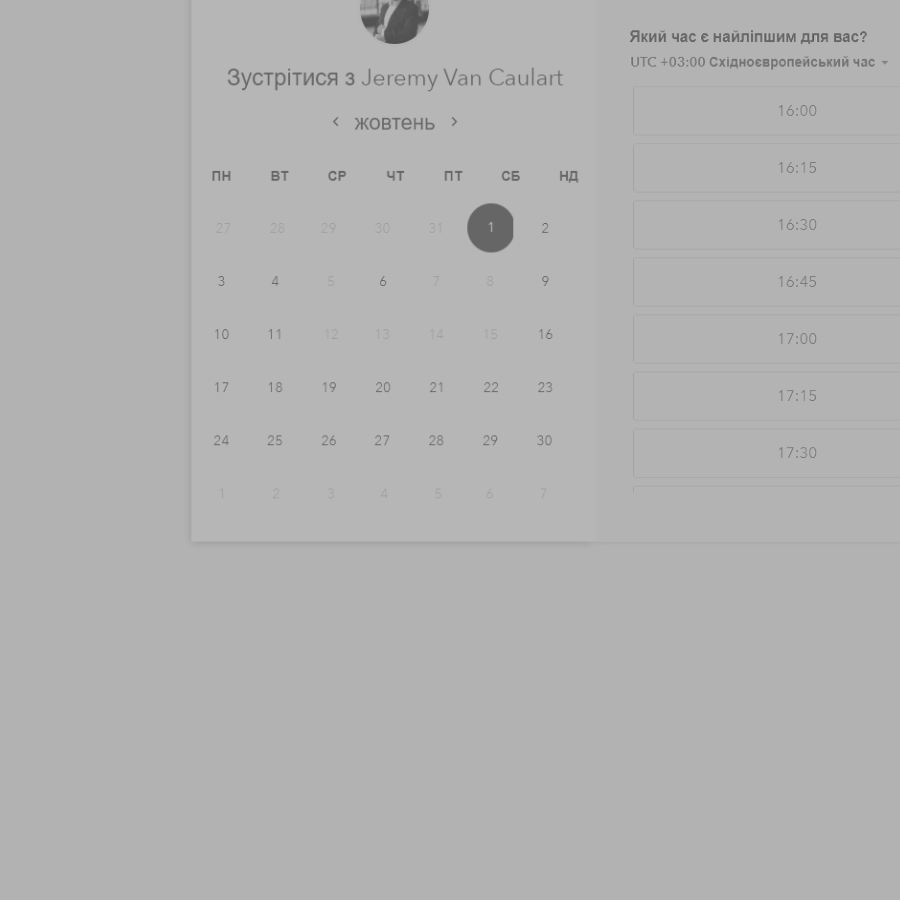 Зустрітися з Jeremy Van Caulart
жовтень
ПН ВТ СР ЧТ ПТ СБ НД
27 28 29 30 31 1 2
3 4 5 6 7 8 9
10 11 12 13 14 15 16
17 18 19 20 21 22 23
24 25 26 27 28 29 30
1 2 3 4 5 6 7
Який час є найліпшим для вас?
UTC +03:00 Східноєвропейський час
16:00
16:15
16:30
16:45
17:00
17:15
17:30